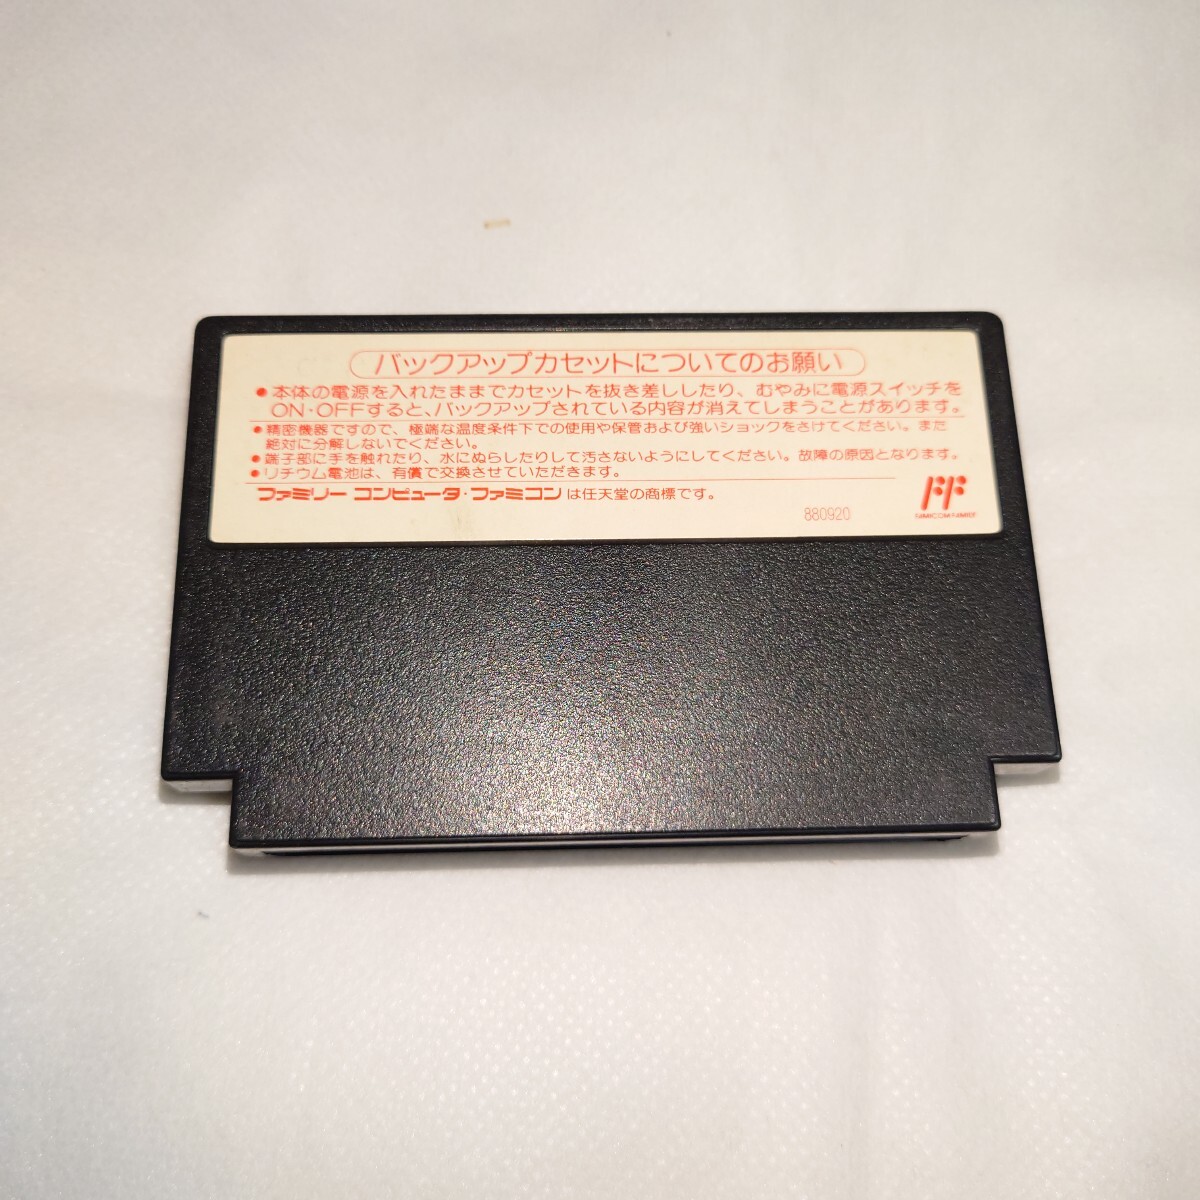 バックアップカセットについてのお願い
●本体の電源を入れたままでカセットを抜き差ししたり、むやみに電源スイッチを
ON・OFFすると、バックアップされている内容が消えてしまうことがあります。
●精密機器ですので、極端な温度条件下での使用や保管および強いショックをさけてください。また
絶対に分解しないでください。
●端子部に手を触れたり、水にぬらしたりして汚さないようにしてください。故障の原因となります。
●リチウム電池は、有償で交換させていただきます。
ファミリーコンピュータ・ファミコンは任天堂の商標です。
FF
FAMICOM FAMILY
880920